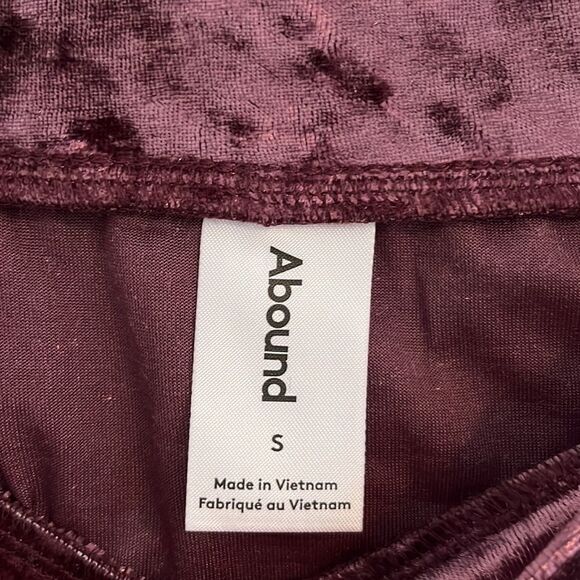 Abound
S
Made in Vietnam
Fabriqué au Vietnam